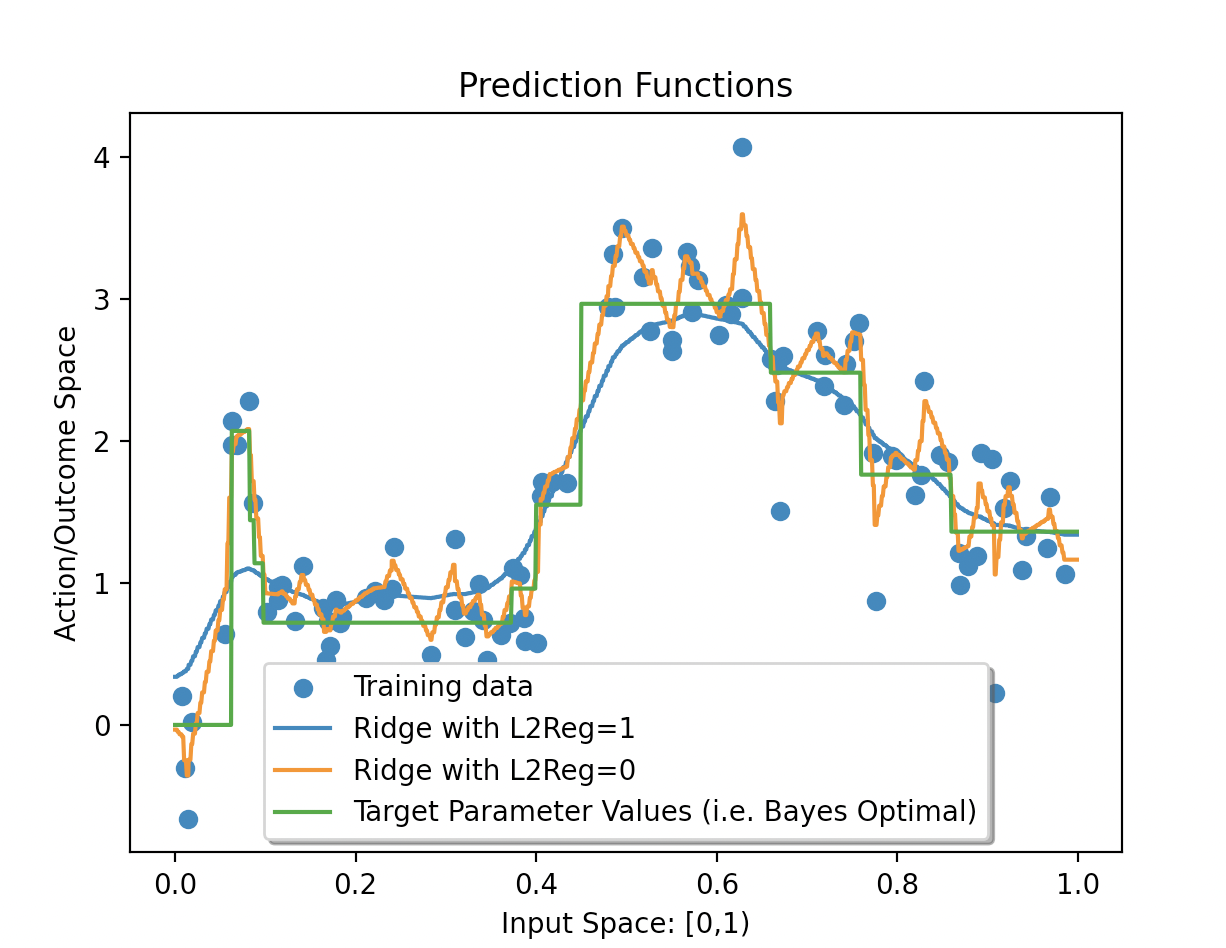 Prediction Functions
Action/Outcome Space
4
3
2
1
0
Training data
Ridge with L2Reg=1
Ridge with L2Reg=0
Target Parameter Values (i.e. Bayes Optimal)
0.0 0.2 0.4 0.6 0.8 1.0
Input Space: [0,1)